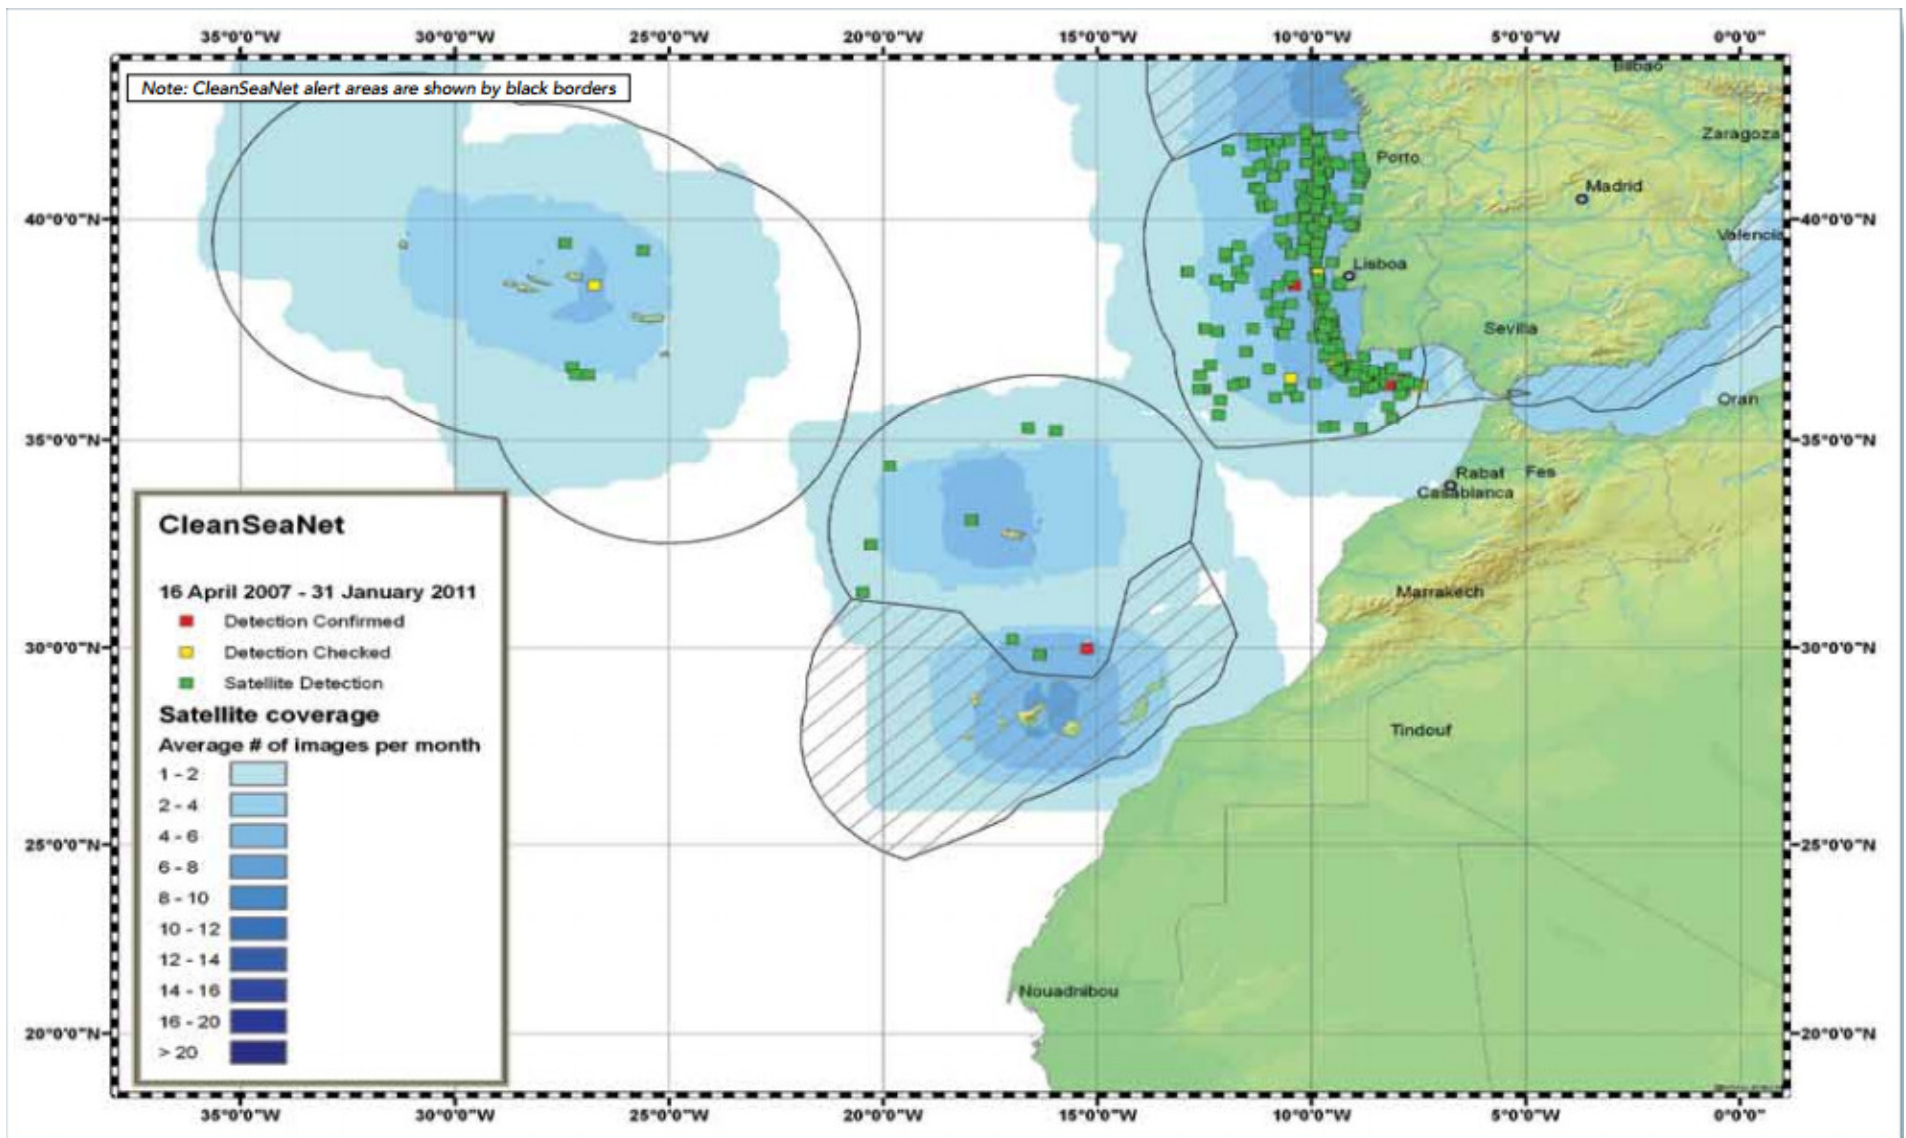 35°0'0"W 30°0'0"W 25°0'0"W 20°0'0"W 15°0'0"W 10°0'0"W 5°0'0"W 0°0'0"
Note: CleanSeaNet alert areas are shown by black borders
Bilbao
Zaragoza
Porto
Madrid
40°0'0"N 40°0'0"N
Valencia
Lisboa
Sevilla
Oran
35°0'0"N 35°0'0"N
Rabat Fes
Casablanca
CleanSeaNet
16 April 2007 - 31 January 2011
Detection Confirmed
Detection Checked
Satellite Detection
Marrakech
30°0'0"N 30°0'0"N
Satellite coverage
Average # of images per month
Tindouf
1 - 2
2 - 4
4 - 6
6 - 8
8 - 10
10 - 12
12 - 14
14 - 16
16 - 20
> 20
25°0'0"N 25°0'0"N
Nouadnibou
20°0'0"N 20°0'0"N
35°0'0"W 30°0'0"W 25°0'0"W 20°0'0"W 15°0'0"W 10°0'0"W 5°0'0"W 0°0'0"